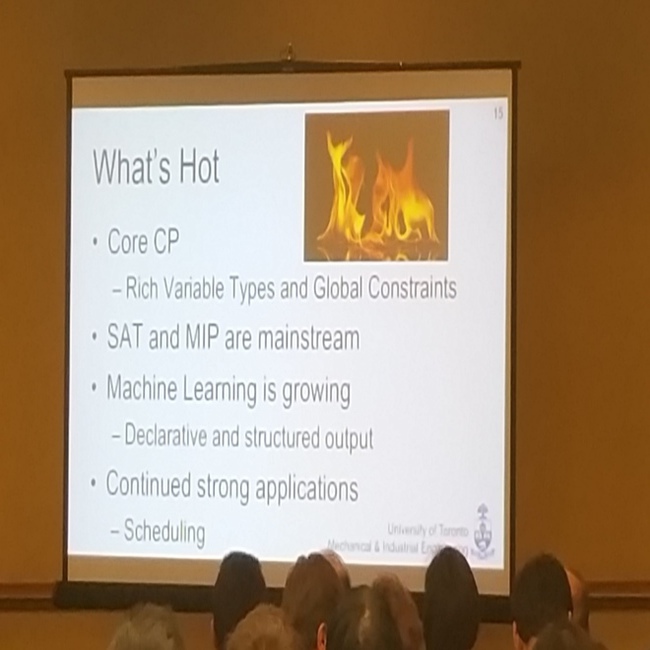 15
What's Hot
• Core CP
– Rich Variable Types and Global Constraints
• SAT and MIP are mainstream
• Machine Learning is growing
– Declarative and structured output
• Continued strong applications
– Scheduling
University of Toronto
Mechanical & Industrial